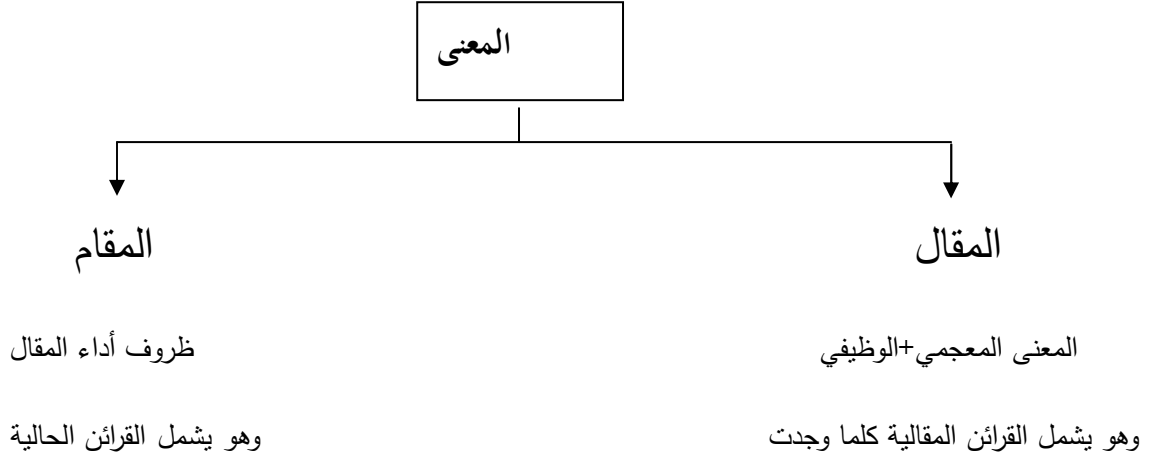 المعنى
المقال
المقام
المعنى المعجمي+الوظيفي
ظروف أداء المقال
وهو يشمل القرائن المقالية كلما وجدت
وهو يشمل القرائن الحالية